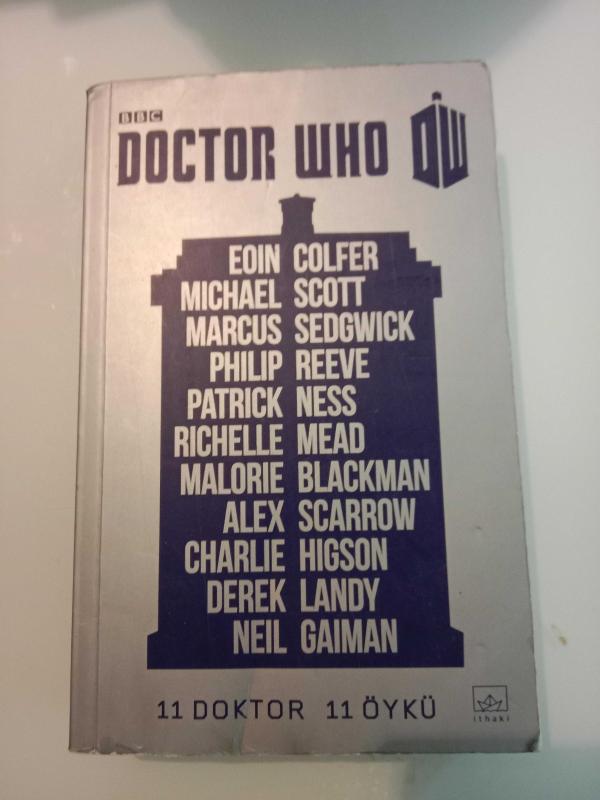 BBC
DOCTOR WHO DW
EOIN COLFER
MICHAEL SCOTT
MARCUS SEDGWICK
PHILIP REEVE
PATRICK NESS
RICHELLE MEAD
MALORIE BLACKMAN
ALEX SCARROW
CHARLIE HIGSON
DEREK LANDY
NEIL GAIMAN
11 DOKTOR 11 ÖYKÜ
ithaki